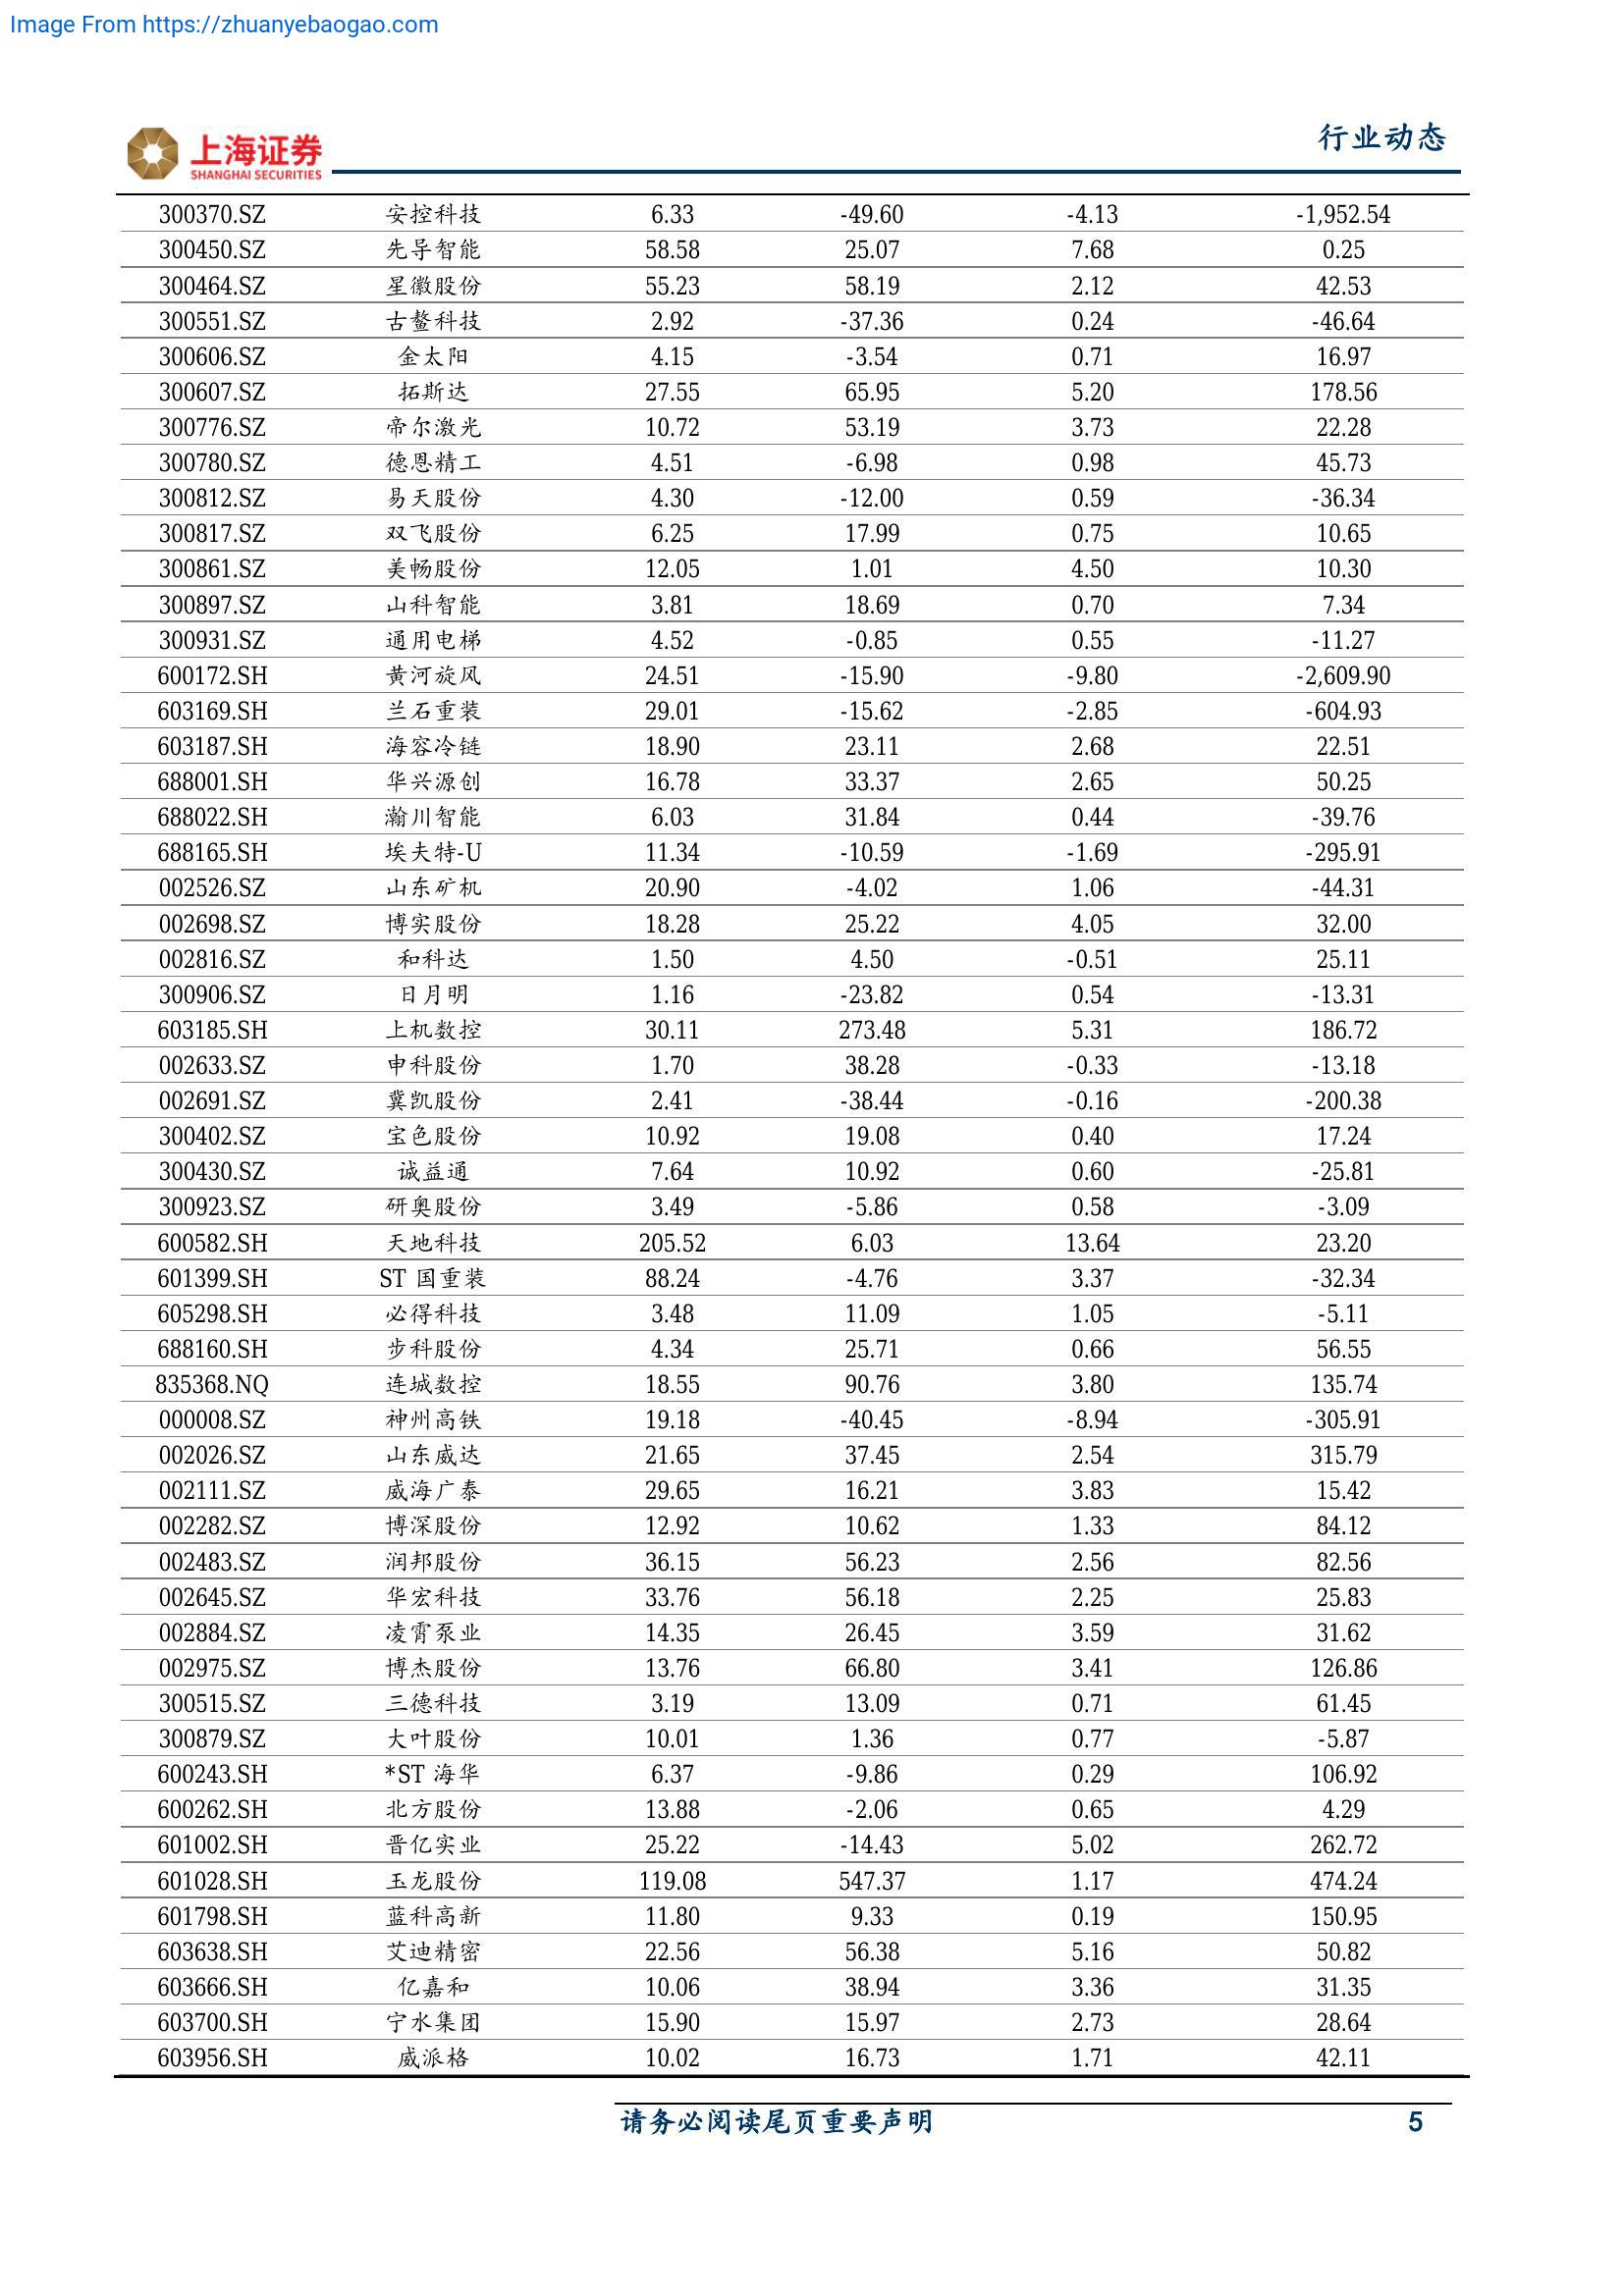 Image From https://zhuanyebaogao.com
上海证券
SHANGHAI SECURITIES
行业动态
300370.SZ 安控科技 6.33 -49.60 -4.13 -1,952.54
300450.SZ 先导智能 58.58 25.07 7.68 0.25
300464.SZ 星徽股份 55.23 58.19 2.12 42.53
300551.SZ 古鳌科技 2.92 -37.36 0.24 -46.64
300606.SZ 金太阳 4.15 -3.54 0.71 16.97
300607.SZ 拓斯达 27.55 65.95 5.20 178.56
300776.SZ 帝尔激光 10.72 53.19 3.73 22.28
300780.SZ 德恩精工 4.51 -6.98 0.98 45.73
300812.SZ 易天股份 4.30 -12.00 0.59 -36.34
300817.SZ 双飞股份 6.25 17.99 0.75 10.65
300861.SZ 美畅股份 12.05 1.01 4.50 10.30
300897.SZ 山科智能 3.81 18.69 0.70 7.34
300931.SZ 通用电梯 4.52 -0.85 0.55 -11.27
600172.SH 黄河旋风 24.51 -15.90 -9.80 -2,609.90
603169.SH 兰石重装 29.01 -15.62 -2.85 -604.93
603187.SH 海容冷链 18.90 23.11 2.68 22.51
688001.SH 华兴源创 16.78 33.37 2.65 50.25
688022.SH 瀚川智能 6.03 31.84 0.44 -39.76
688165.SH 埃夫特-U 11.34 -10.59 -1.69 -295.91
002526.SZ 山东矿机 20.90 -4.02 1.06 -44.31
002698.SZ 博实股份 18.28 25.22 4.05 32.00
002816.SZ 和科达 1.50 4.50 -0.51 25.11
300906.SZ 日月明 1.16 -23.82 0.54 -13.31
603185.SH 上机数控 30.11 273.48 5.31 186.72
002633.SZ 申科股份 1.70 38.28 -0.33 -13.18
002691.SZ 冀凯股份 2.41 -38.44 -0.16 -200.38
300402.SZ 宝色股份 10.92 19.08 0.40 17.24
300430.SZ 诚益通 7.64 10.92 0.60 -25.81
300923.SZ 研奥股份 3.49 -5.86 0.58 -3.09
600582.SH 天地科技 205.52 6.03 13.64 23.20
601399.SH ST 国重装 88.24 -4.76 3.37 -32.34
605298.SH 必得科技 3.48 11.09 1.05 -5.11
688160.SH 步科股份 4.34 25.71 0.66 56.55
835368.NQ 连城数控 18.55 90.76 3.80 135.74
000008.SZ 神州高铁 19.18 -40.45 -8.94 -305.91
002026.SZ 山东威达 21.65 37.45 2.54 315.79
002111.SZ 威海广泰 29.65 16.21 3.83 15.42
002282.SZ 博深股份 12.92 10.62 1.33 84.12
002483.SZ 润邦股份 36.15 56.23 2.56 82.56
002645.SZ 华宏科技 33.76 56.18 2.25 25.83
002884.SZ 凌霄泵业 14.35 26.45 3.59 31.62
002975.SZ 博杰股份 13.76 66.80 3.41 126.86
300515.SZ 三德科技 3.19 13.09 0.71 61.45
300879.SZ 大叶股份 10.01 1.36 0.77 -5.87
600243.SH *ST 海华 6.37 -9.86 0.29 106.92
600262.SH 北方股份 13.88 -2.06 0.65 4.29
601002.SH 晋亿实业 25.22 -14.43 5.02 262.72
601028.SH 玉龙股份 119.08 547.37 1.17 474.24
601798.SH 蓝科高新 11.80 9.33 0.19 150.95
603638.SH 艾迪精密 22.56 56.38 5.16 50.82
603666.SH 亿嘉和 10.06 38.94 3.36 31.35
603700.SH 宁水集团 15.90 15.97 2.73 28.64
603956.SH 威派格 10.02 16.73 1.71 42.11
请务必阅读尾页重要声明 5